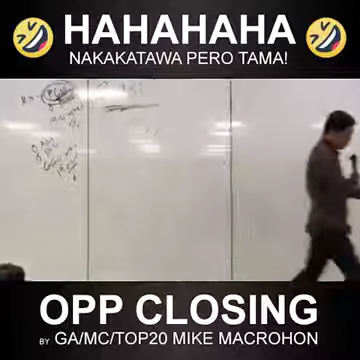 HAHAHAHA
NAKAKATAWA PERO TAMA!
OPP CLOSING
BY GA/MC/TOP20 MIKE MACROHON